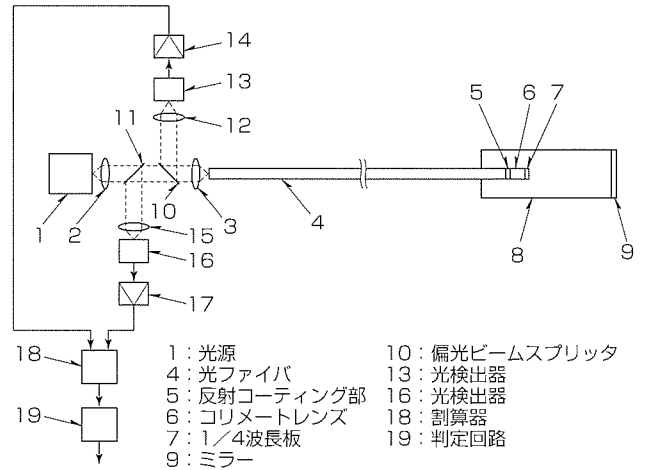 14
13
12
11
5
6
7
1
2
10
3
4
15
16
8
9
17
18
19
1：光源
4：光ファイバ
5：反射コーティング部
6：コリメートレンズ
7：1／4波長板
9：ミラー
10：偏光ビームスプリッタ
13：光検出器
16：光検出器
18：割算器
19：判定回路